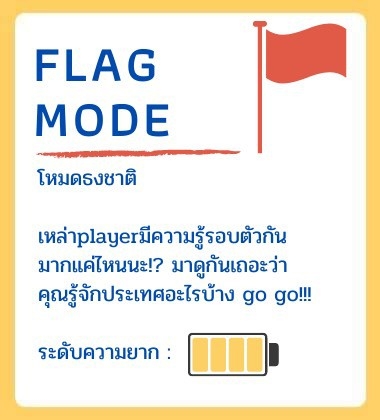 FLAG
MODE
โหมดธงชาติ
เหล่าplayerมีความรู้รอบตัวกัน
มากแค่ไหนนะ!? มาดูกันเถอะว่า
คุณรู้จักประเทศอะไรบ้าง go go!!!
ระดับความยาก :